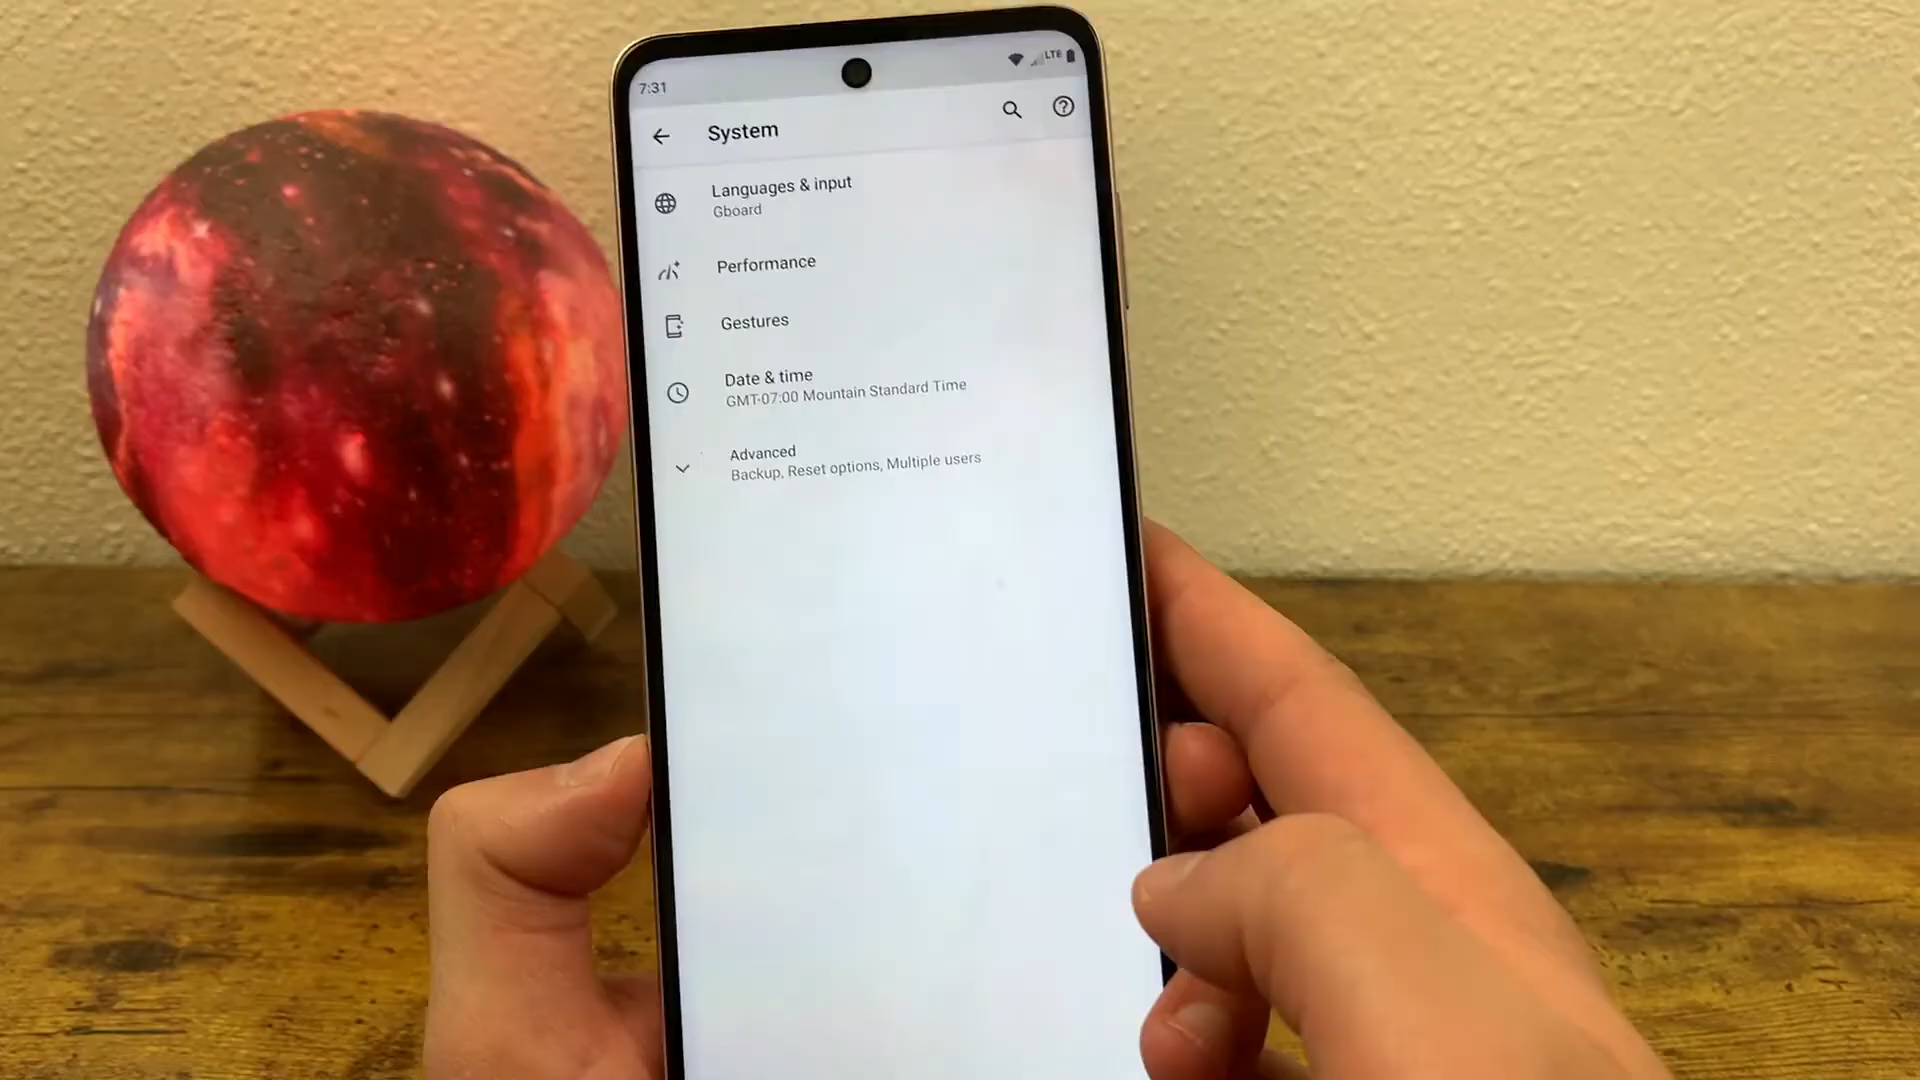 7:31
LTE
System
Languages & input
Gboard
Performance
Gestures
Date & time
GMT-07:00 Mountain Standard Time
Advanced
Backup, Reset options, Multiple users